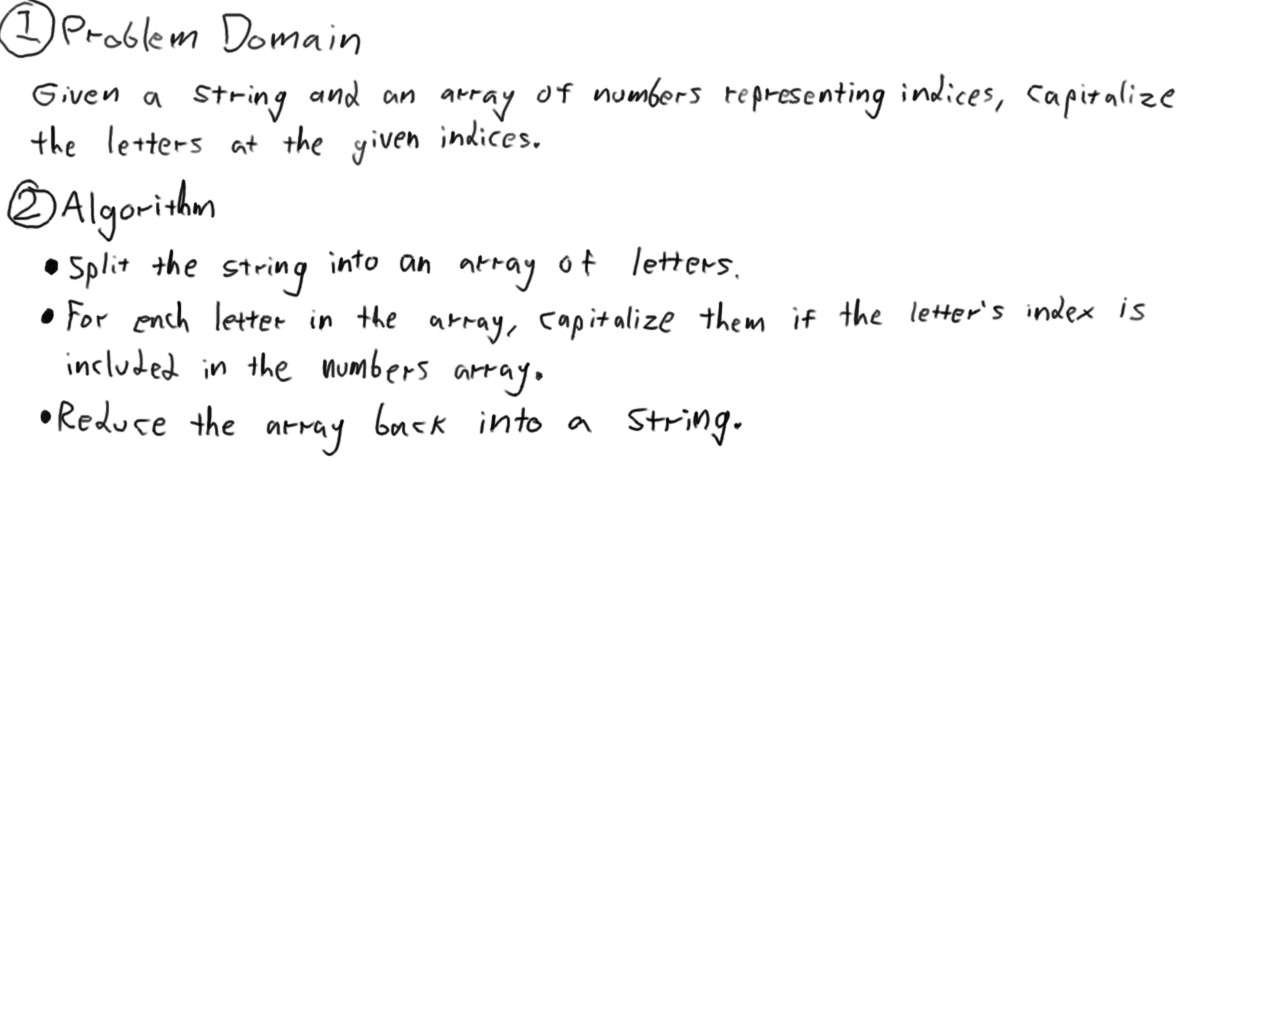 1 Problem Domain
Given a string and an array of numbers representing indices, capitalize
the letters at the given indices.
2 Algorithm
• Split the string into an array of letters.
• For each letter in the array, capitalize them if the letter's index is
included in the numbers array.
• Reduce the array back into a string.